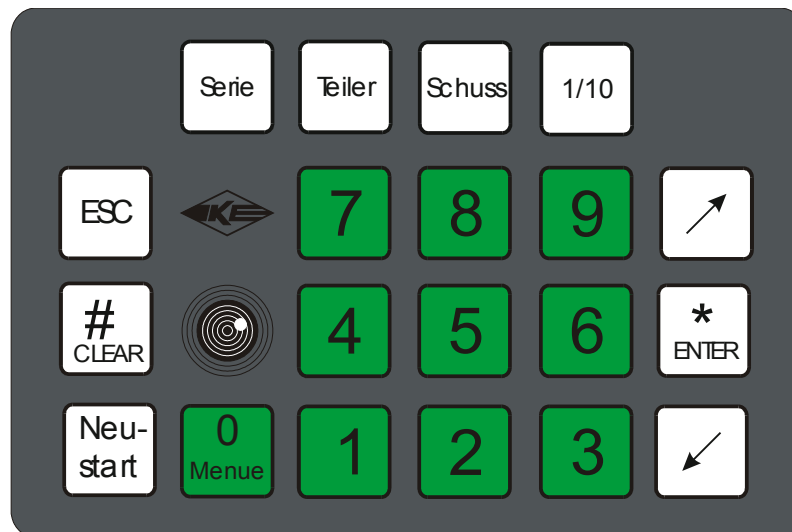 Serie Teiler Schuss 1/10
ESC KE 7 8 9
#
CLEAR
4 5 6
*
ENTER
Neu-
start
0
Menue
1 2 3